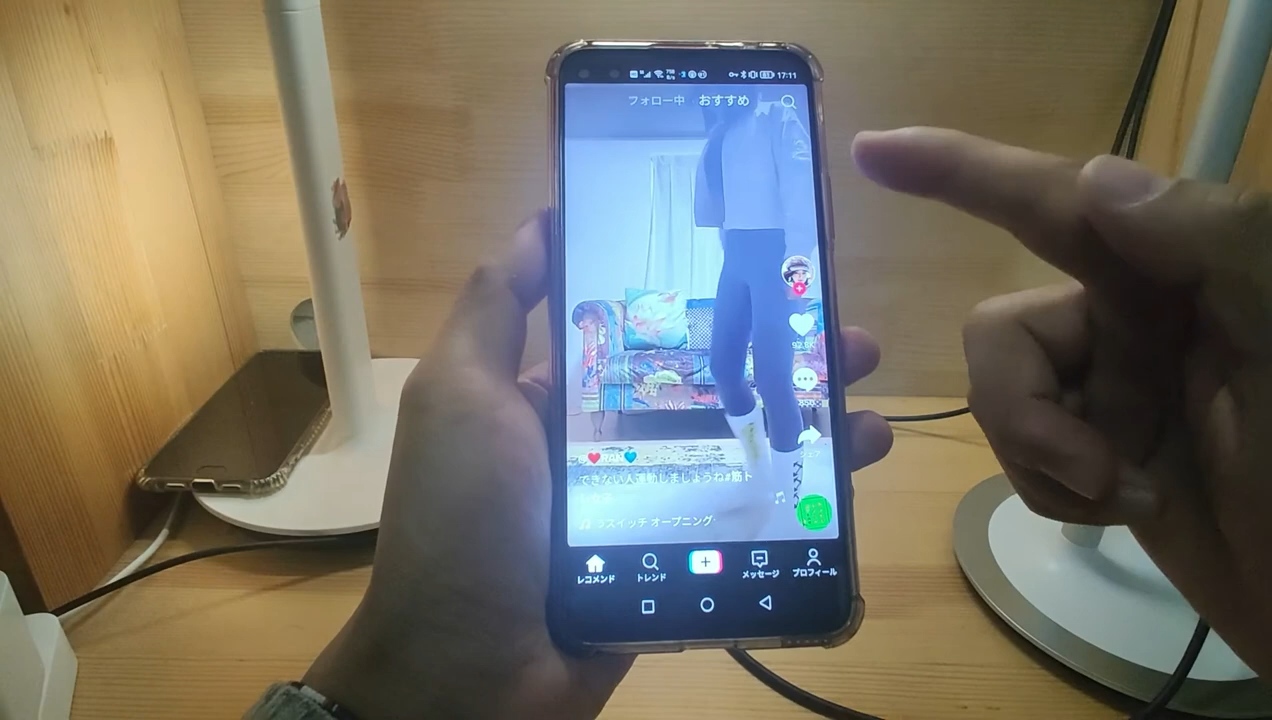 17:11
フォロー中 おすすめ
できない人運動しましょうね#筋ト
スイッチ オープニング
レコメンド トレンド メッセージ プロフィール